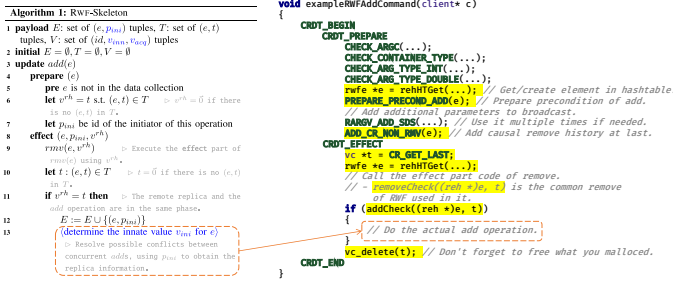 Algorithm 1: RWF-Skeleton
1 payload E: set of (e, p_ini) tuples, T: set of (e, t)
tuples, V: set of (id, v_inn, v_acq) tuples
2 initial E = ∅, T = ∅, V = ∅
3 update add(e)
4 prepare (e)
5 pre e is not in the data collection
6 let v^rh = t s.t. (e, t) ∈ T ▷ v^rh = 0⃗ if there
is no (e, t) in T.
7 let p_ini be id of the initiator of this operation
8 effect (e, p_ini, v^rh)
9 rmv(e, v^rh) ▷ Execute the effect part of
rmv(e) using v^rh.
10 let t : (e, t) ∈ T ▷ t = 0⃗ if there is no (e, t)
in T.
11 if v^rh = t then ▷ The remote replica and the
add operation are in the same phase.
12 E := E ∪ {(e, p_ini)}
13 ⟨determine the innate value v_ini for e⟩
▷ Resolve possible conflicts between
concurrent adds, using p_ini to obtain the
replica information.
void exampleRWFAddCommand(client* c)
{
CRDT_BEGIN
CRDT_PREPARE
CHECK_ARGC(...);
CHECK_CONTAINER_TYPE(...);
CHECK_ARG_TYPE_INT(...);
CHECK_ARG_TYPE_DOUBLE(...);
rwfe *e = rehHTGet(...); // Get/create element in hashtable
PREPARE_PRECOND_ADD(e); // Prepare precondition of add.
// Add additional parameters to broadcast.
RARGV_ADD_SDS(...); // Use it multiple times if needed.
ADD_CR_NON_RMV(e); // Add causal remove history at last.
CRDT_EFFECT
vc *t = CR_GET_LAST;
rwfe *e = rehHTGet(...);
// Call the effect part code of remove.
// - removeCheck((reh *)e, t) is the common remove
of RWF used in it.
if (addCheck((reh *)e, t))
{
// Do the actual add operation.
}
vc_delete(t); // Don't forget to free what you malloced.
CRDT_END
}